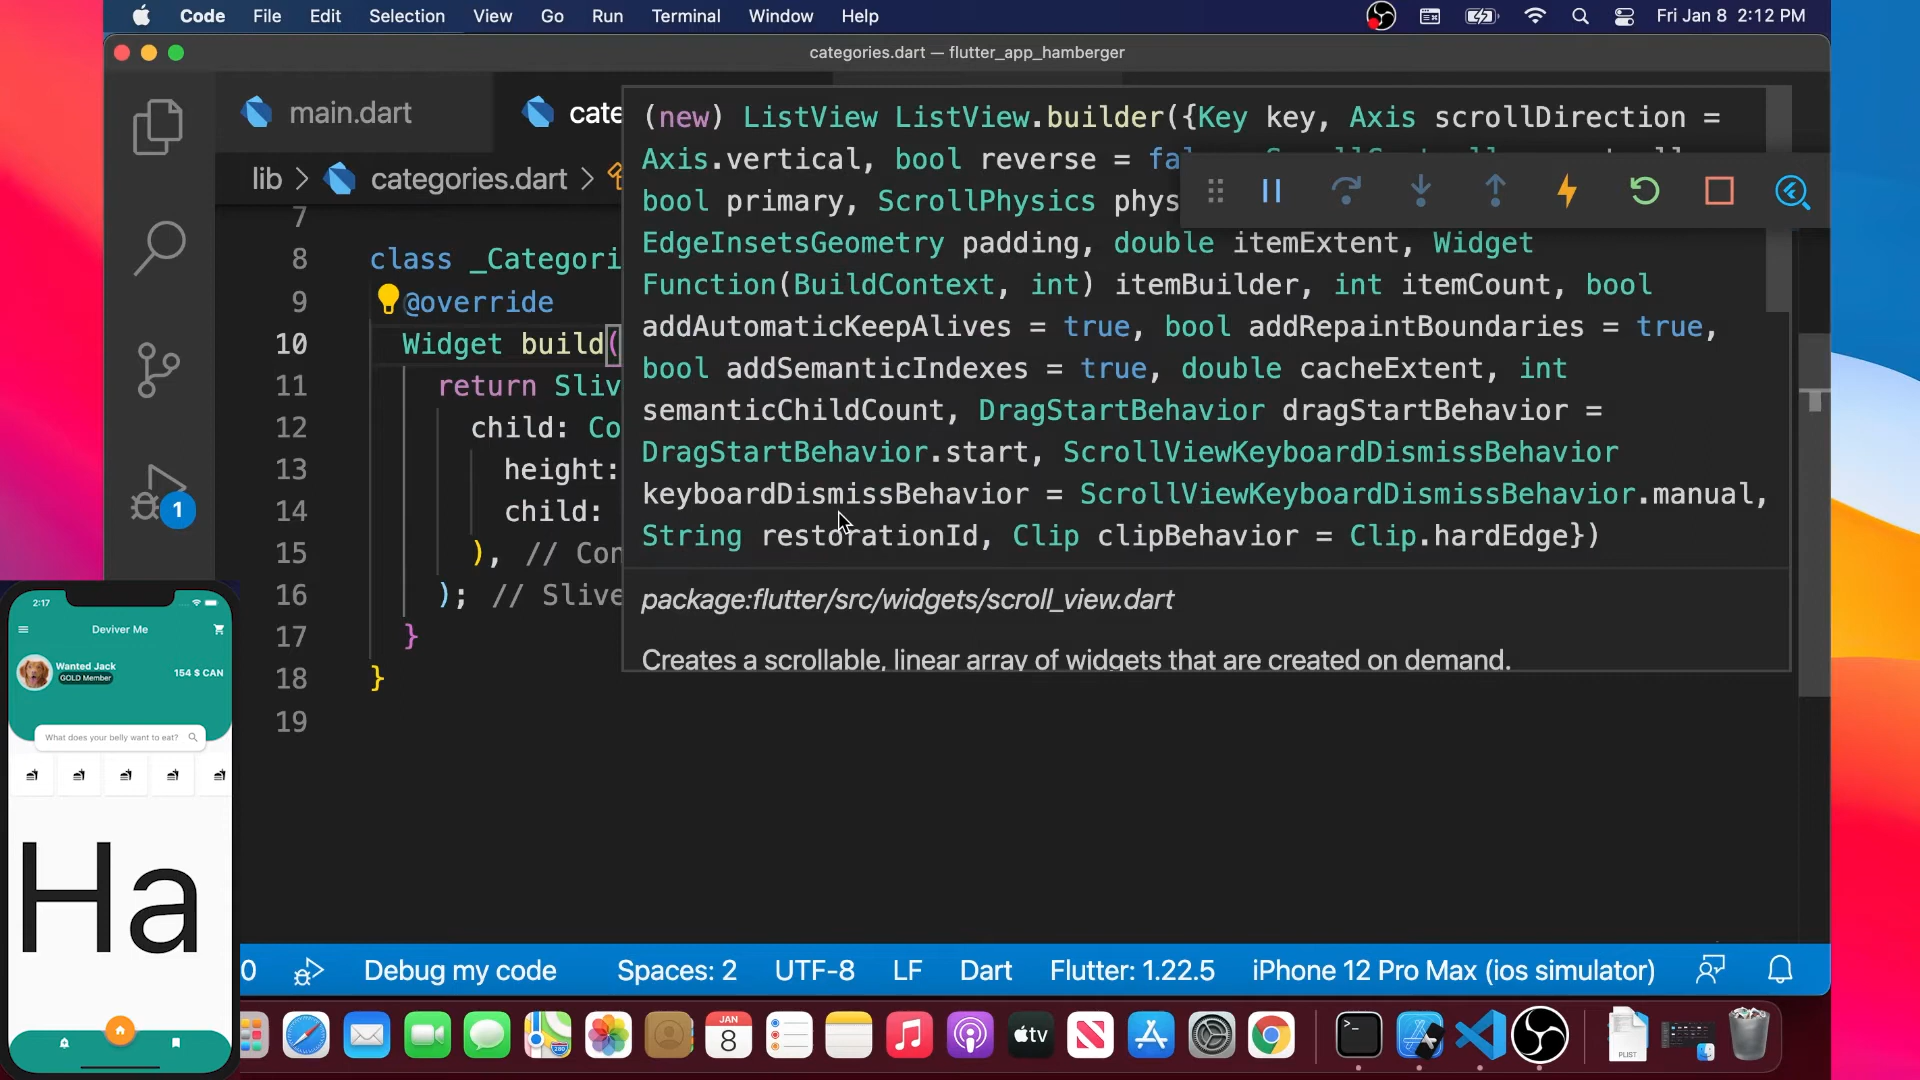 Code File Edit Selection View Go Run Terminal Window Help Fri Jan 8 2:12 PM
categories.dart — flutter_app_hamberger
main.dart cate
lib > categories.dart >
(new) ListView ListView.builder({Key key, Axis scrollDirection =
Axis.vertical, bool reverse =
bool primary, ScrollPhysics phys
EdgeInsetsGeometry padding, double itemExtent, Widget
Function(BuildContext, int) itemBuilder, int itemCount, bool
addAutomaticKeepAlives = true, bool addRepaintBoundaries = true,
bool addSemanticIndexes = true, double cacheExtent, int
semanticChildCount, DragStartBehavior dragStartBehavior =
DragStartBehavior.start, ScrollViewKeyboardDismissBehavior
keyboardDismissBehavior = ScrollViewKeyboardDismissBehavior.manual,
String restorationId, Clip clipBehavior = Clip.hardEdge})
package:flutter/src/widgets/scroll_view.dart
Creates a scrollable, linear array of widgets that are created on demand.
7
8 class _Categori
9 @override
10 Widget build(
11 return Sliv
12 child: Co
13 height:
14 child:
15 ), // Con
16 ); // Slive
17 }
18 }
19
1
2:17
Deviver Me
Wanted Jack
GOLD Member
154 $ CAN
What does your belly want to eat?
Ha
0 Debug my code Spaces: 2 UTF-8 LF Dart Flutter: 1.22.5 iPhone 12 Pro Max (ios simulator)
JAN
8
tv
PLIST